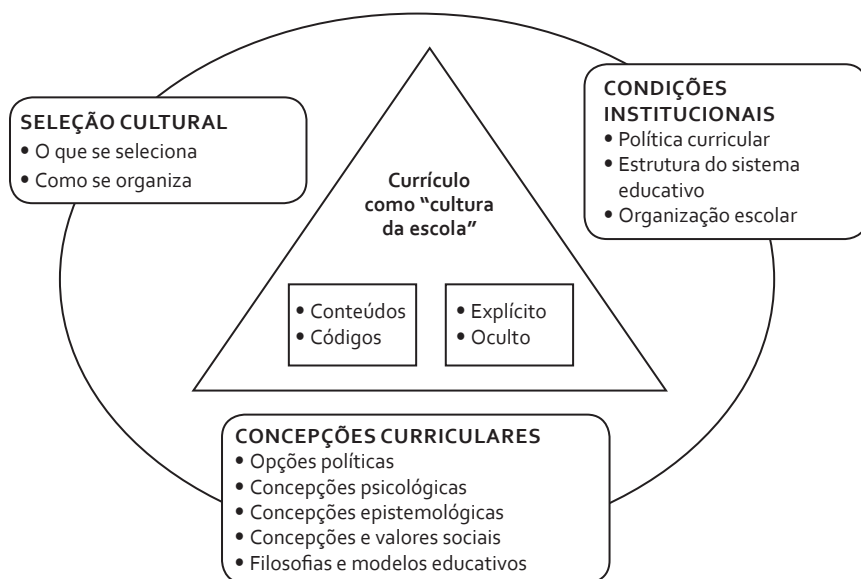 SELEÇÃO CULTURAL
• O que se seleciona
• Como se organiza
CONDIÇÕES
INSTITUCIONAIS
• Política curricular
• Estrutura do sistema
educativo
• Organização escolar
Currículo
como “cultura
da escola”
• Conteúdos
• Códigos
• Explícito
• Oculto
CONCEPÇÕES CURRICULARES
• Opções políticas
• Concepções psicológicas
• Concepções epistemológicas
• Concepções e valores sociais
• Filosofias e modelos educativos